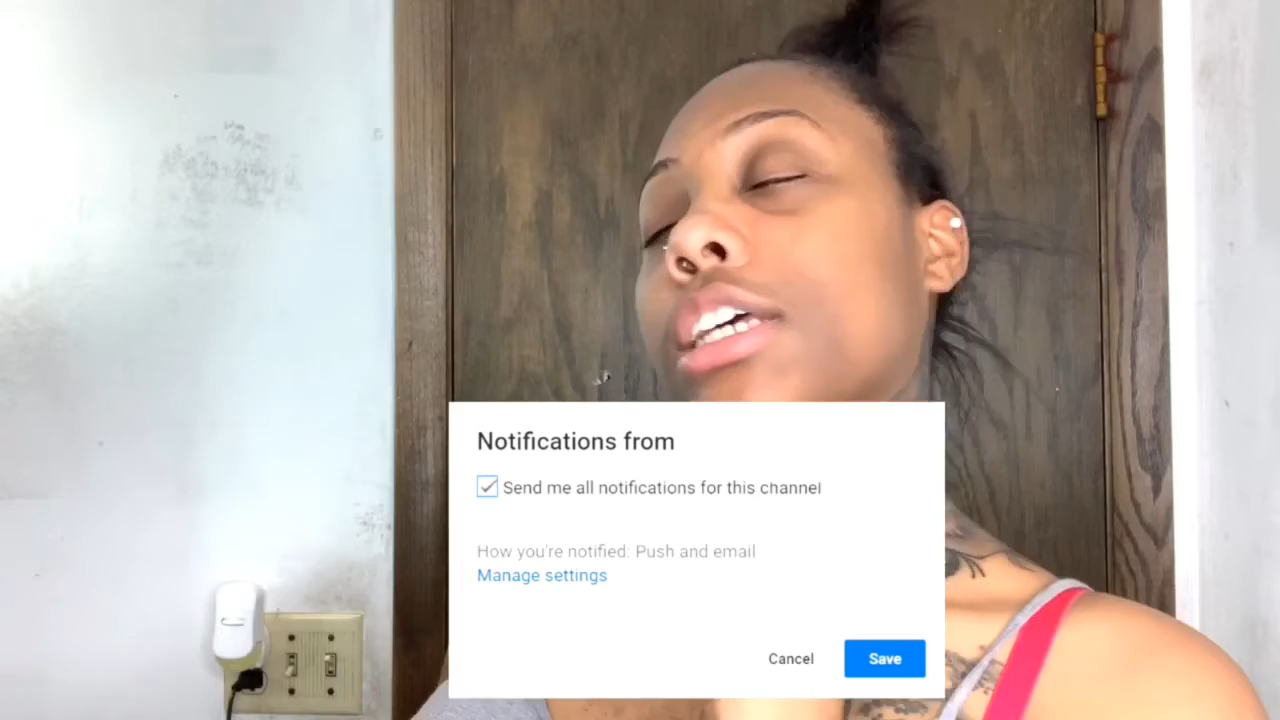 Notifications from
Send me all notifications for this channel
How you're notified: Push and email
Manage settings
Cancel
Save